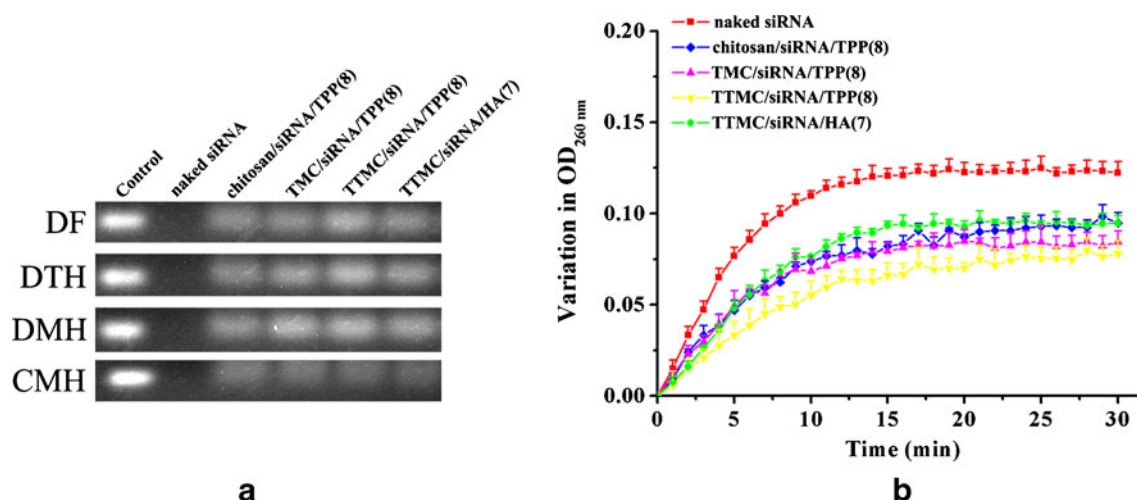 Control
naked siRNA
chitosan/siRNA/TPP(8)
TMC/siRNA/TPP(8)
TTMC/siRNA/TPP(8)
TTMC/siRNA/HA(7)
DF
DTH
DMH
CMH
a
naked siRNA
chitosan/siRNA/TPP(8)
TMC/siRNA/TPP(8)
TTMC/siRNA/TPP(8)
TTMC/siRNA/HA(7)
Variation in OD260 nm
0.20
0.15
0.10
0.05
0.00
0 5 10 15 20 25 30
Time (min)
b